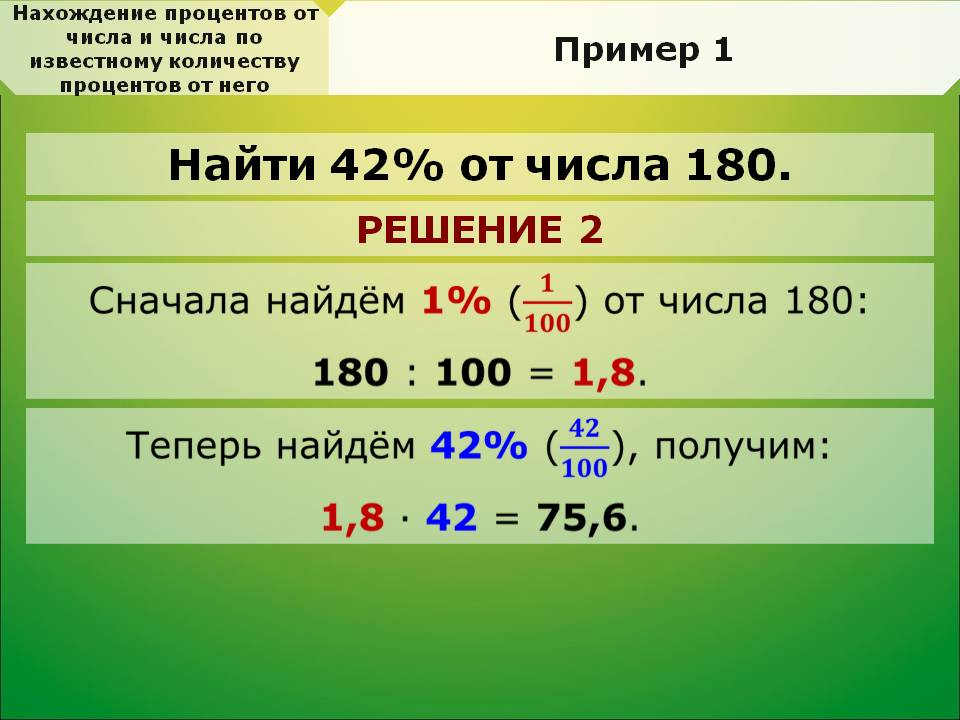 Нахождение процентов от
числа и числа по
известному количеству
процентов от него
Пример 1
Найти 42% от числа 180.
РЕШЕНИЕ 2
Сначала найдём 1% (1/100) от числа 180:
180 : 100 = 1,8.
Теперь найдём 42% (42/100), получим:
1,8 · 42 = 75,6.